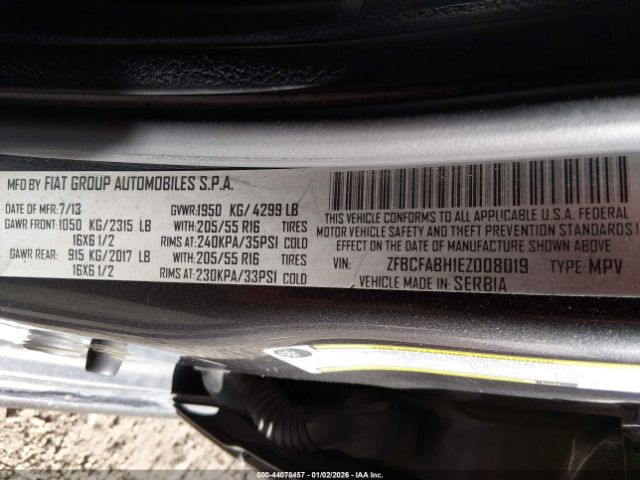 MFD BY FIAT GROUP AUTOMOBILES S.P.A.
DATE OF MFR: 7/13 GVWR: 1950 KG/ 4299 LB
GAWR FRONT: 1050 KG/2315 LB WITH: 205/55 R16 TIRES
16X6 1/2 RIMS AT: 240KPA/35PSI COLD
GAWR REAR: 915 KG/2017 LB WITH: 205/55 R16 TIRES
16X6 1/2 RIMS AT: 230KPA/33PSI COLD
THIS VEHICLE CONFORMS TO ALL U.S.A. FEDERAL
MOTOR VEHICLE SAFETY AND THEFT PREVENTION
EFFECT ON THE DATE OF MANUFACTURE SHOWN ABOVE
VIN: ZFBCFABH1EZ008019 TYPE: MPV
VEHICLE MADE IN: SERBIA
000-44078457 - 01/02/2026 - IAA Inc.